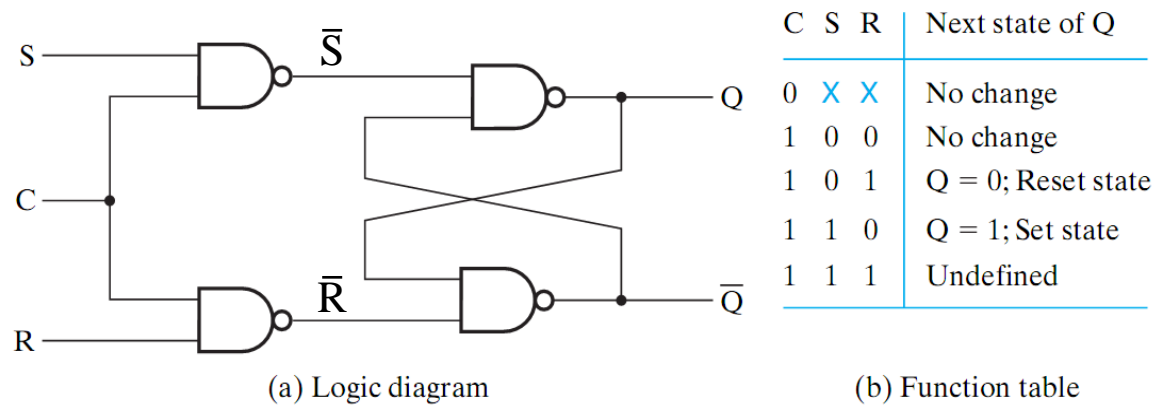 S
S̅
Q
C
R̅
Q̅
R
(a) Logic diagram
C S R Next state of Q
0 X X No change
1 0 0 No change
1 0 1 Q = 0; Reset state
1 1 0 Q = 1; Set state
1 1 1 Undefined
(b) Function table